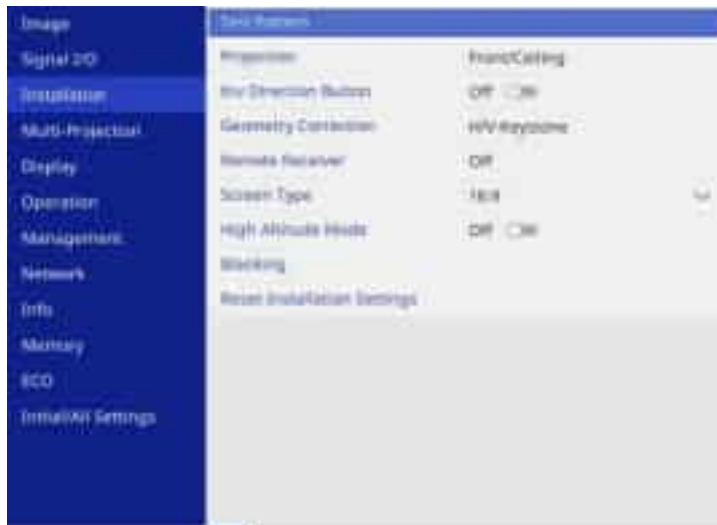 Image
Signal I/O
Installation
Multi-Projection
Display
Operation
Management
Network
Info
Memory
ECO
Initial/All Settings
Test Pattern
Projection Front/Ceiling
Inv Direction Button Off
Geometry Correction H/V-Keystone
Remote Receiver Off
Screen Type 16:9
High Altitude Mode Off
Blanking
Reset Installation Settings